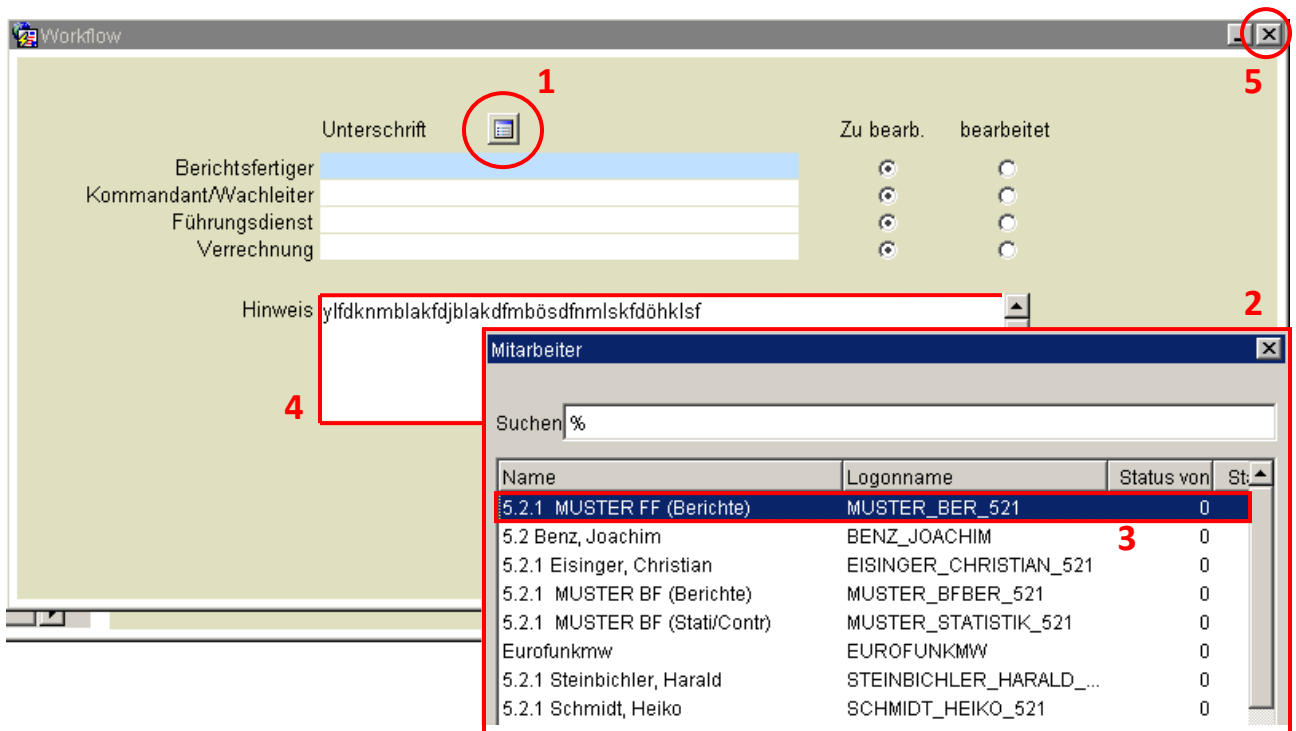 Workflow
5
1
Unterschrift Zu bearb. bearbeitet
Berichtsfertiger
Kommandant/Wachleiter
Führungsdienst
Verrechnung
Hinweis ylfdknmblakfdjblakdfmbösdfnmlskfdöhklsf
2
Mitarbeiter
4
Suchen %
Name Logonname Status von St
5.2.1 MUSTER FF (Berichte) MUSTER_BER_521 0
3
5.2 Benz, Joachim BENZ_JOACHIM 0
5.2.1 Eisinger, Christian EISINGER_CHRISTIAN_521 0
5.2.1 MUSTER BF (Berichte) MUSTER_BFBER_521 0
5.2.1 MUSTER BF (Stati/Contr) MUSTER_STATISTIK_521 0
Eurofunkmw EUROFUNKMW 0
5.2.1 Steinbichler, Harald STEINBICHLER_HARALD_... 0
5.2.1 Schmidt, Heiko SCHMIDT_HEIKO_521 0